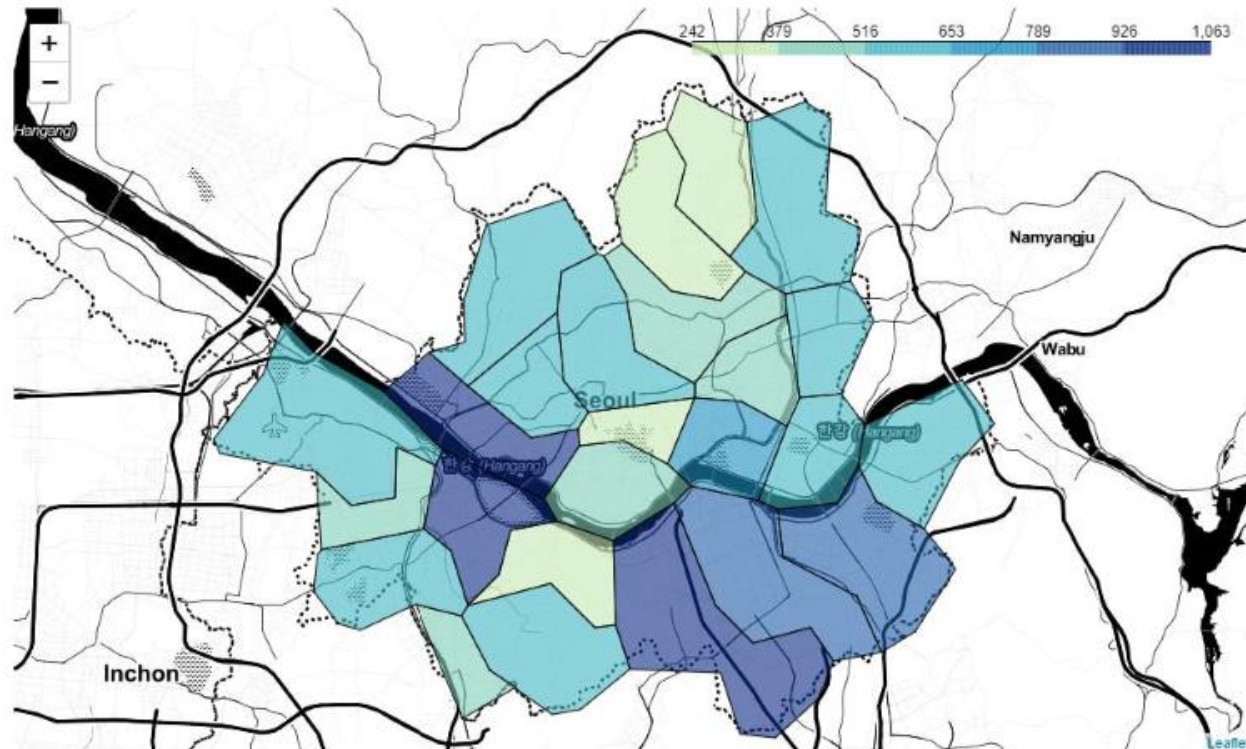 +
−
242 379 516 653 789 926 1,063
Hangang)
Namyangju
Wabu
Seoul
한강 (Hangang)
한강 (Hangang)
Inchon
Leafle